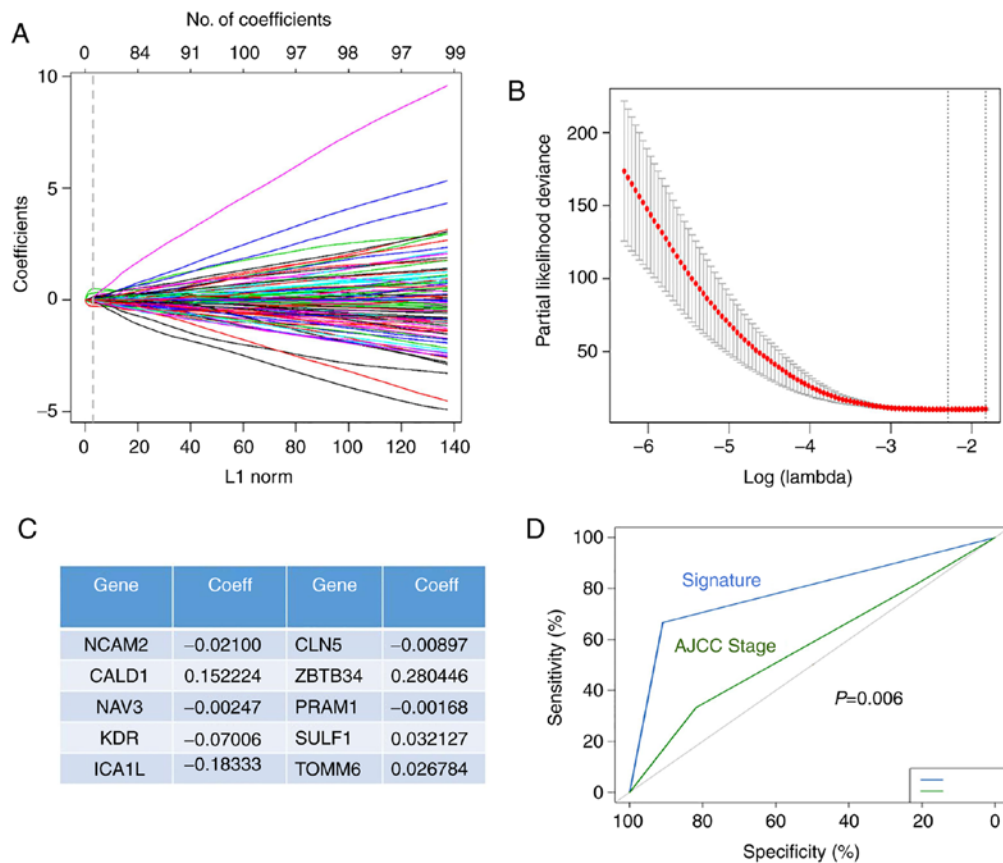 A
No. of coefficients
0 84 91 100 97 98 97 99
10
5
0
−5
Coefficients
0 20 40 60 80 100 120 140
L1 norm
B
200
150
100
50
Partial likelihood deviance
−6 −5 −4 −3 −2
Log (lambda)
C
Gene Coeff Gene Coeff
NCAM2 −0.02100 CLN5 −0.00897
CALD1 0.152224 ZBTB34 0.280446
NAV3 −0.00247 PRAM1 −0.00168
KDR −0.07006 SULF1 0.032127
ICA1L −0.18333 TOMM6 0.026784
D
100
80
60
40
20
0
Sensitivity (%)
Signature
AJCC Stage
P=0.006
100 80 60 40 20 0
Specificity (%)